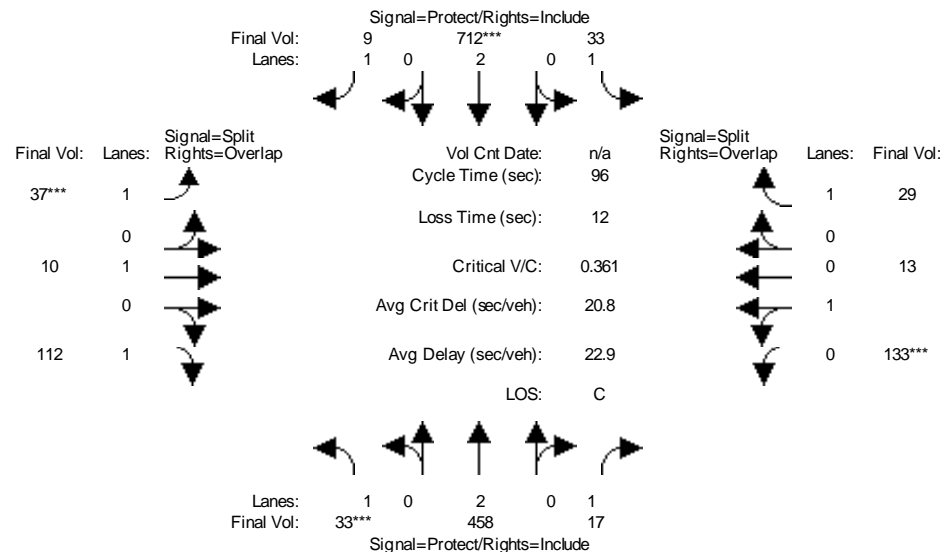 Signal=Protect/Rights=Include
Final Vol: 9 712*** 33
Lanes: 1 0 2 0 1
Signal=Split
Final Vol: Lanes: Rights=Overlap
Vol Cnt Date: n/a
Signal=Split
Rights=Overlap Lanes: Final Vol:
Cycle Time (sec): 96
37*** 1
1 29
Loss Time (sec): 12
0
0
10 1
Critical V/C: 0.361
0 13
0
Avg Crit Del (sec/veh): 20.8
1
112 1
Avg Delay (sec/veh): 22.9
0 133***
LOS: C
Lanes: 1 0 2 0 1
Final Vol: 33*** 458 17
Signal=Protect/Rights=Include